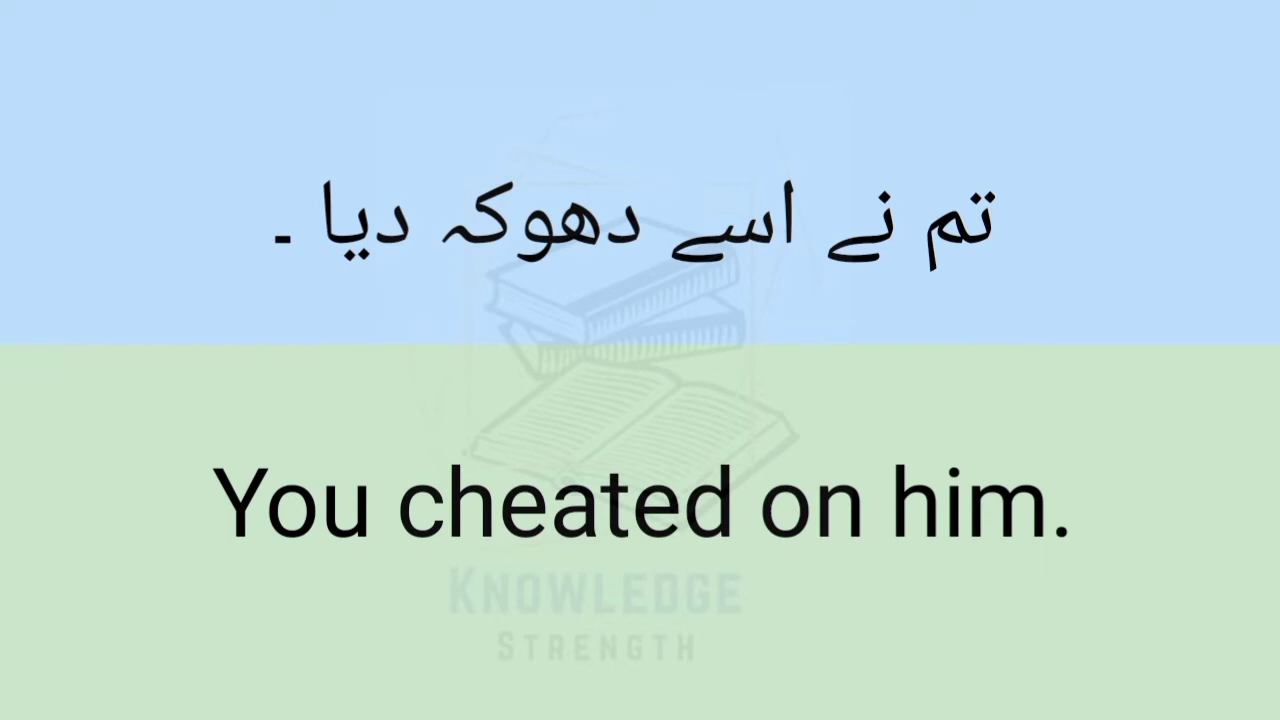 تم نے اسے دھوکہ دیا ۔
You cheated on him.
KNOWLEDGE
STRENGTH